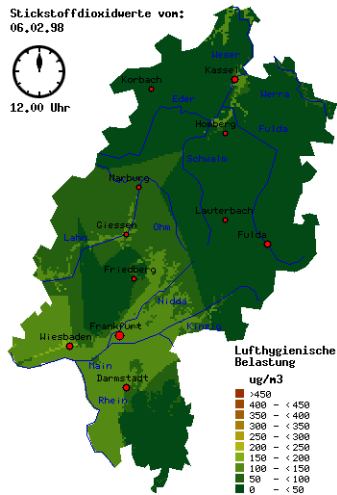 Stickstoffdioxidwerte vom:
06.02.98
12.00 Uhr
Weser
Kassel
Korbach
Werra
Eder
Homberg
Fulda
Schwalm
Marburg
Lauterbach
Giessen
Ohm
Lahn
Fulda
Friedberg
Nidda
Frankfurt
Kinzig
Wiesbaden
Main
Darmstadt
Rhein
Lufthygienische
Belastung
ug/m3
>450
400 - <450
350 - <400
300 - <350
250 - <300
200 - <250
150 - <200
100 - <150
50 - <100
0 - <50